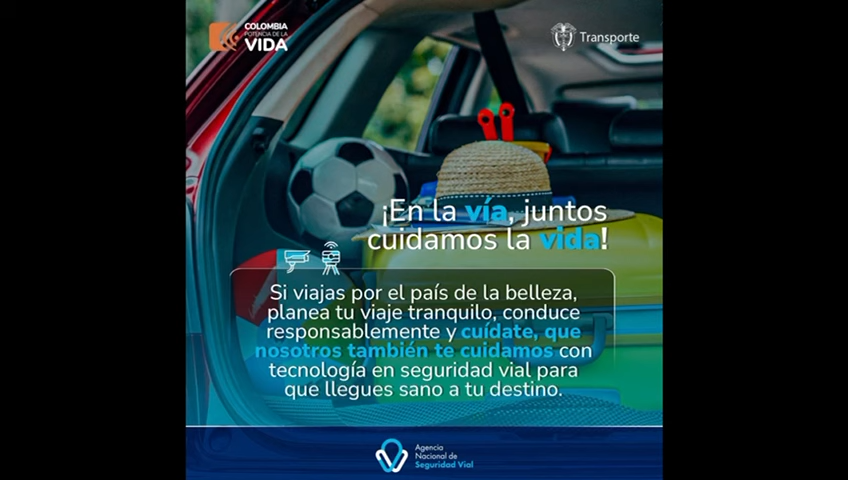 COLOMBIA
POTENCIA DE LA
VIDA
Transporte
¡En la vía, juntos
cuidamos la vida!
Si viajas por el país de la belleza,
planea tu viaje tranquilo, conduce
responsablemente y cuídate, que
nosotros también te cuidamos con
tecnología en seguridad vial para
que llegues sano a tu destino.
Agencia
Nacional de
Seguridad Vial